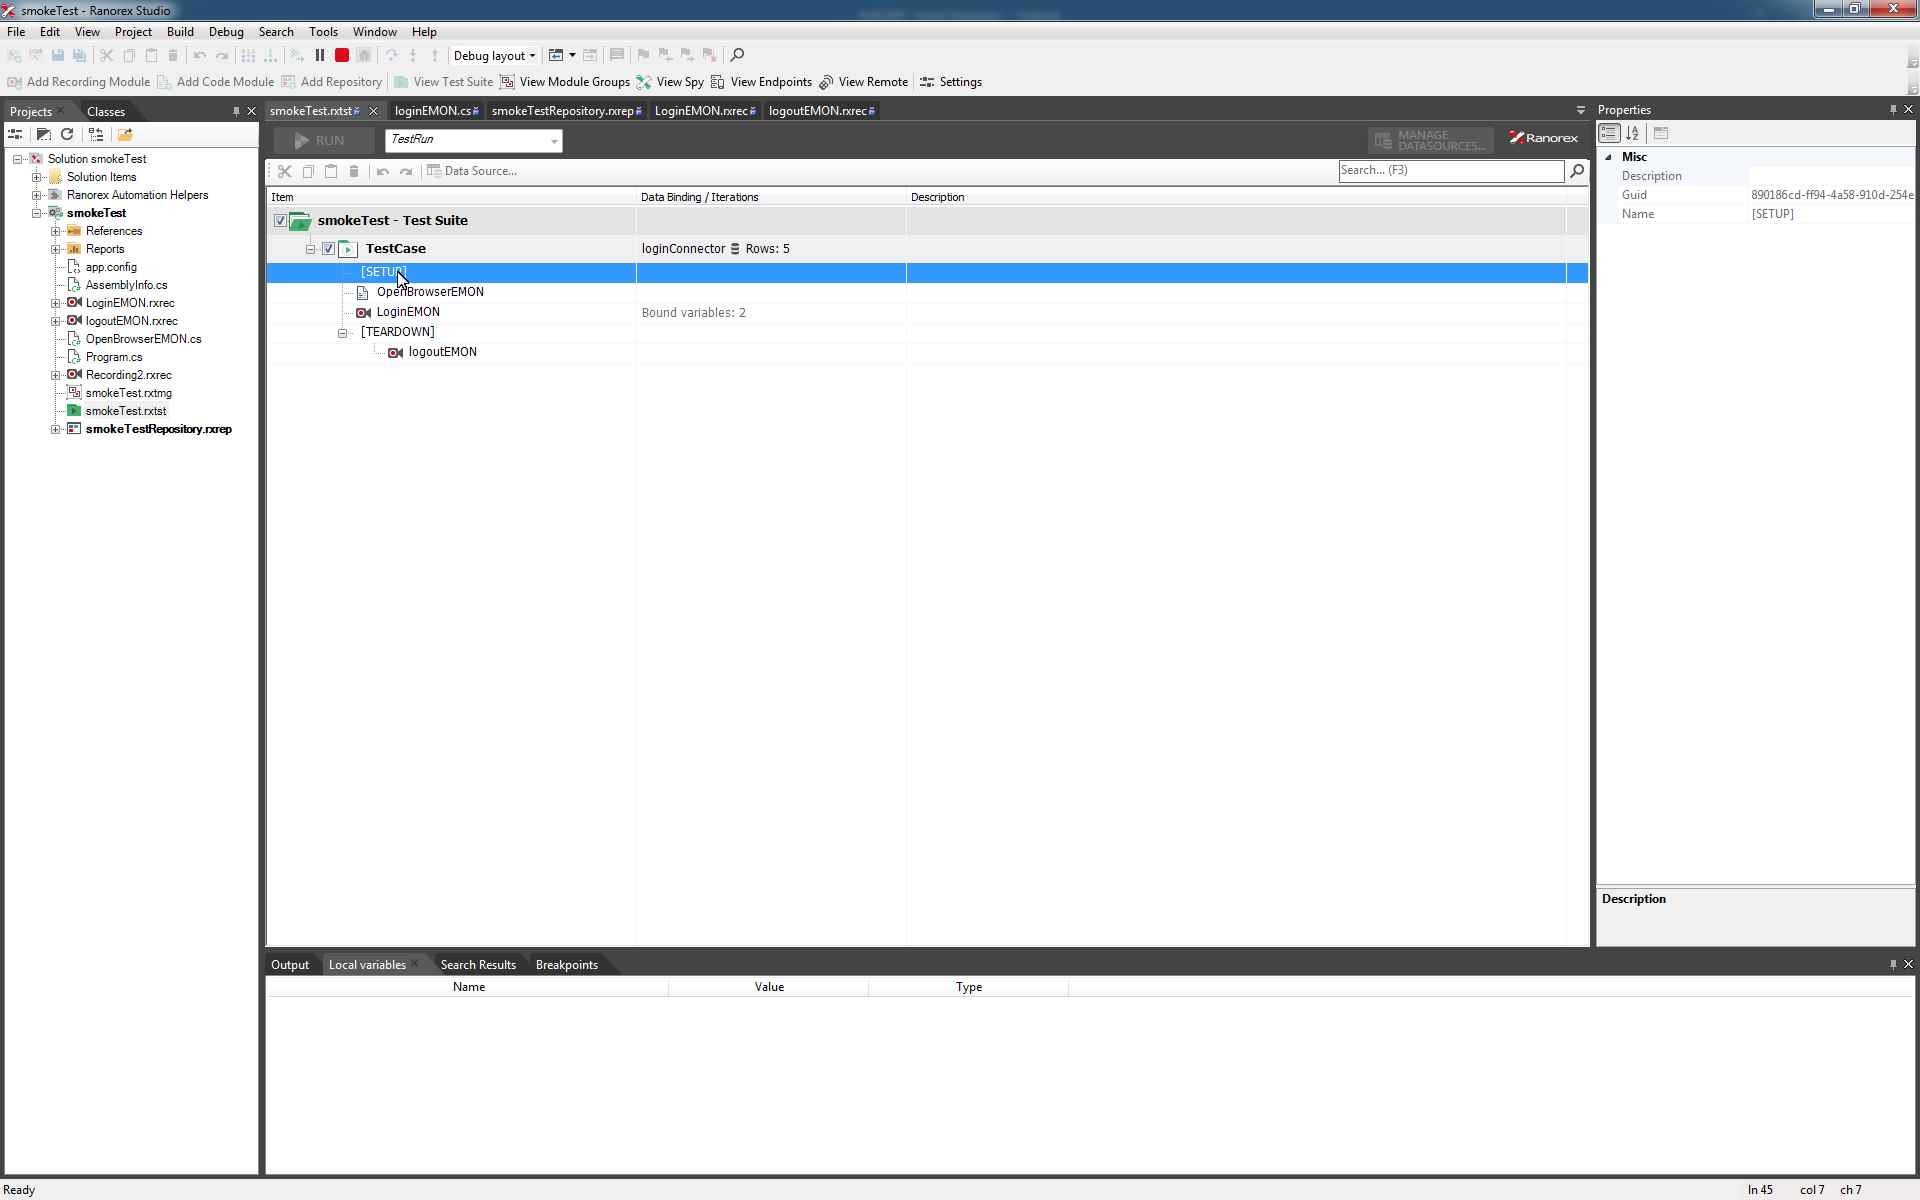 smokeTest - Ranorex Studio
File Edit View Project Build Debug Search Tools Window Help
Debug layout
Add Recording Module Add Code Module Add Repository View Test Suite View Module Groups View Spy View Endpoints View Remote Settings
Projects Classes
smokeTest.rxtst loginEMON.cs smokeTestRepository.rxrep LoginEMON.rxrec logoutEMON.rxrec
Properties
RUN TestRun MANAGE DATASOURCES... Ranorex
Data Source...
Search... (F3)
Solution smokeTest
Solution Items
Ranorex Automation Helpers
smokeTest
References
Reports
app.config
AssemblyInfo.cs
LoginEMON.rxrec
logoutEMON.rxrec
OpenBrowserEMON.cs
Program.cs
Recording2.rxrec
smokeTest.rxtmg
smokeTest.rxtst
smokeTestRepository.rxrep
Item Data Binding / Iterations Description
smokeTest - Test Suite
TestCase loginConnector Rows: 5
[SETUP]
OpenBrowserEMON
LoginEMON Bound variables: 2
[TEARDOWN]
logoutEMON
Misc
Description
Guid 890186cd-ff94-4a58-910d-254e
Name [SETUP]
Description
Output Local variables Search Results Breakpoints
Name Value Type
Ready ln 45 col 7 ch 7